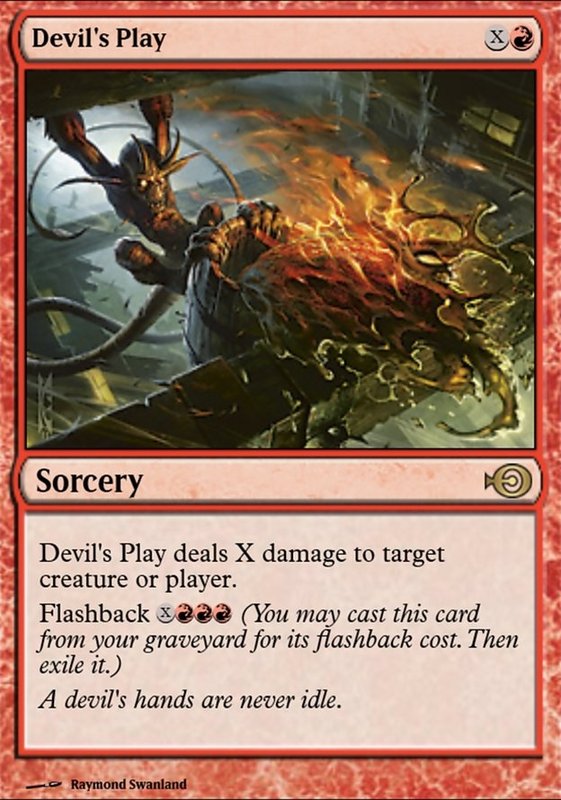 Devil's Play X
Sorcery
Devil's Play deals X damage to target
creature or player.
Flashback X (You may cast this card
from your graveyard for its flashback cost. Then
exile it.)
A devil's hands are never idle.
Raymond Swanland